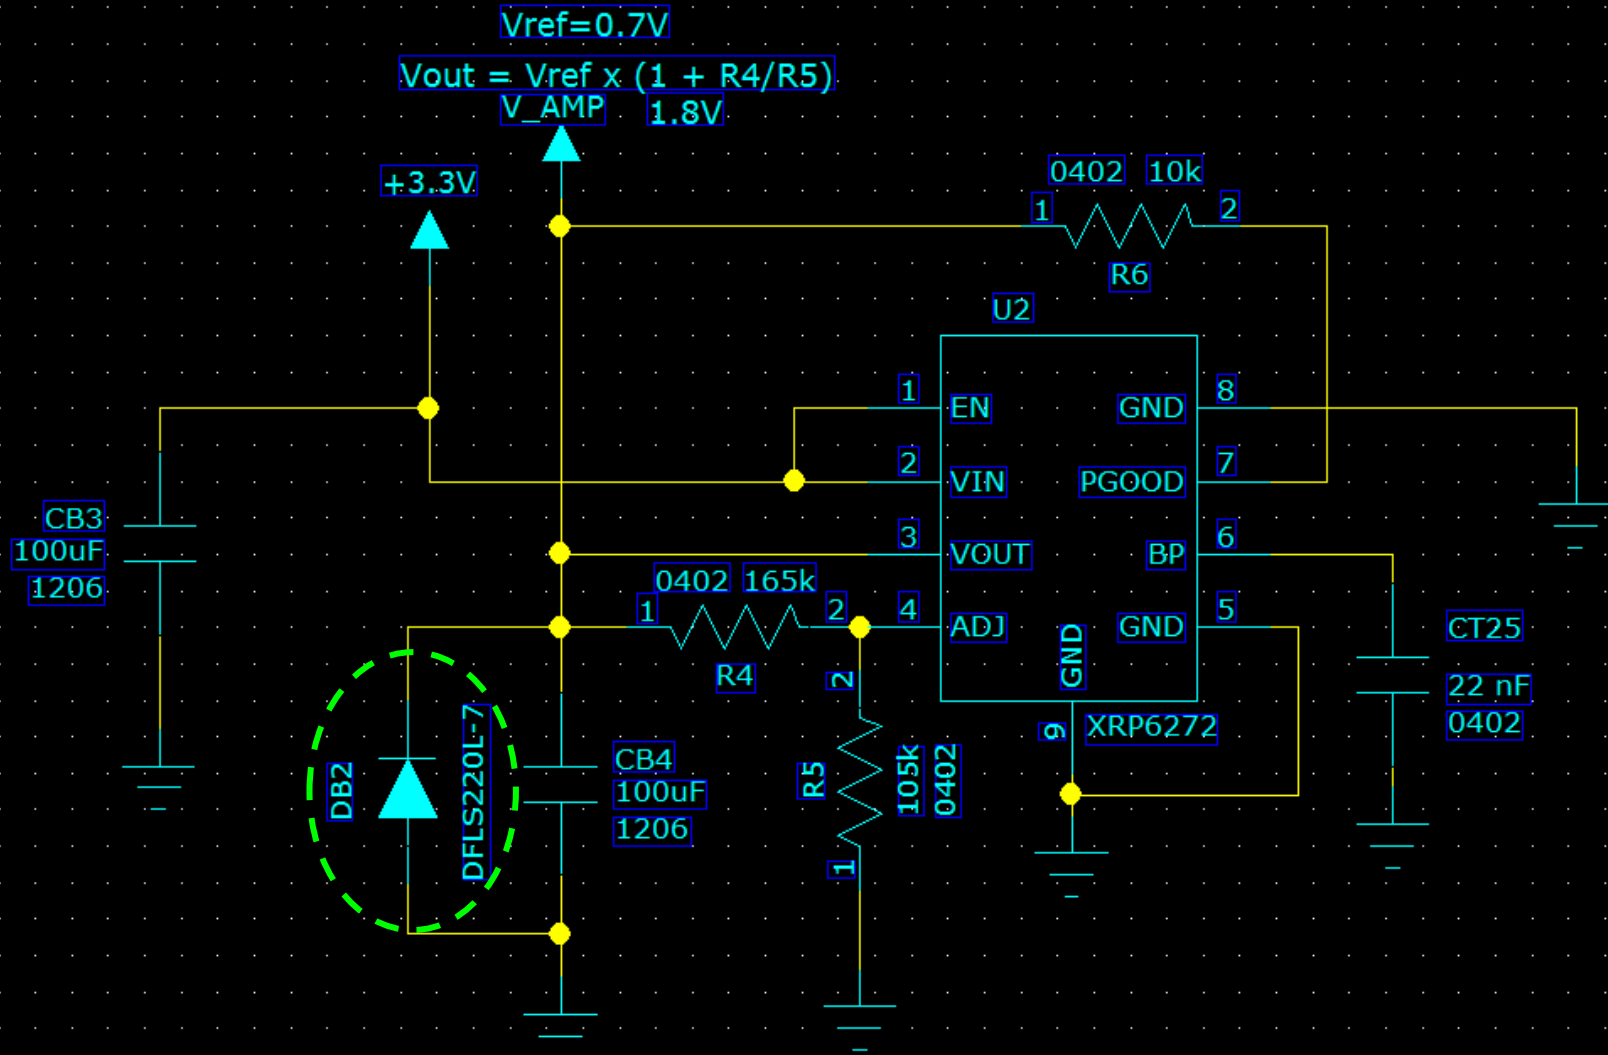 Vref=0.7V
Vout = Vref x (1 + R4/R5)
V_AMP 1.8V
+3.3V
0402 10k
1 2
R6
U2
1 EN GND 8
2 VIN PGOOD 7
3 VOUT BP 6
4 ADJ GND 5
GND
9
XRP6272
CB3
100uF
1206
0402 165k
1 2
R4
2
R5
105k
0402
1
DB2
DFLS220L-7
CB4
100uF
1206
CT25
22 nF
0402